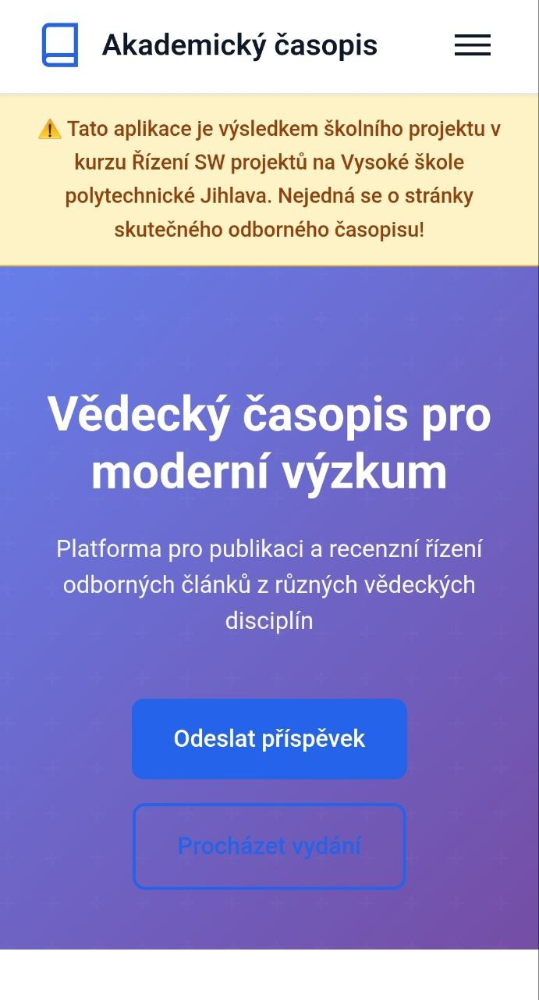 Akademický časopis
⚠️ Tato aplikace je výsledkem školního projektu v
kurzu Řízení SW projektů na Vysoké škole
polytechnické Jihlava. Nejedná se o stránky
skutečného odborného časopisu!
Vědecký časopis pro
moderní výzkum
Platforma pro publikaci a recenzní řízení
odborných článků z různých vědeckých
disciplín
Odeslat příspěvek
Procházet vydání